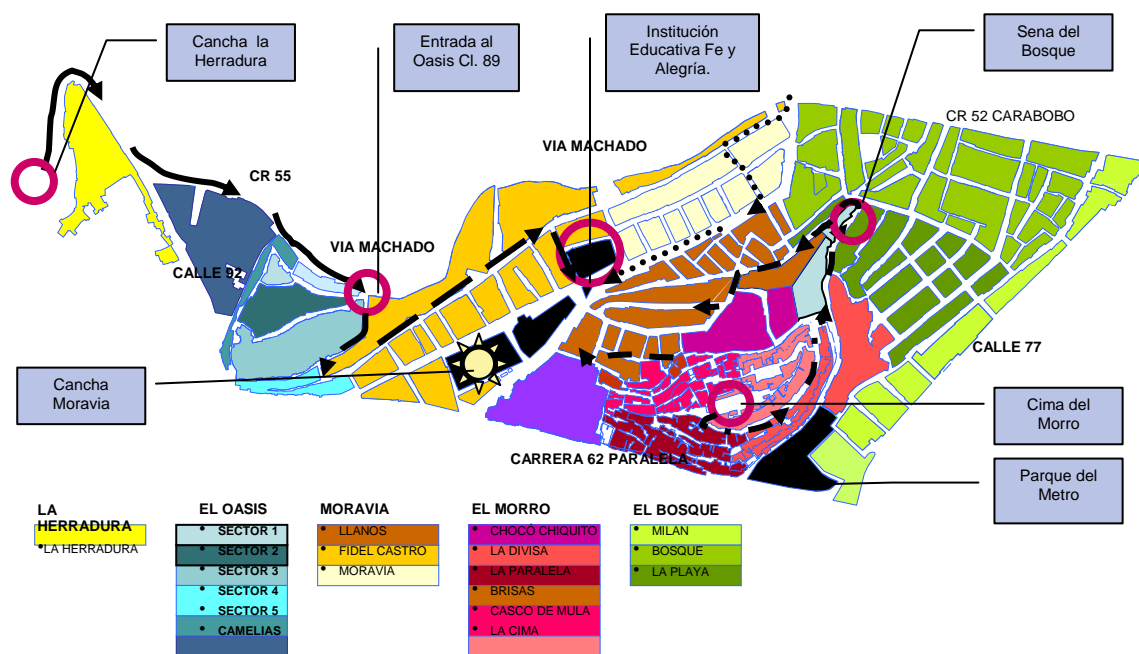 Cancha la
Herradura
Entrada al
Oasis Cl. 89
Institución
Educativa Fe y
Alegría.
Sena del
Bosque
CR 52 CARABOBO
VIA MACHADO
CR 55
VIA MACHADO
CALLE 92
CALLE 77
Cancha
Moravia
Cima del
Morro
CARRERA 62 PARALELA
Parque del
Metro
LA
HERRADURA
•LA HERRADURA
EL OASIS
• SECTOR 1
• SECTOR 2
• SECTOR 3
• SECTOR 4
• SECTOR 5
• CAMELIAS
MORAVIA
• LLANOS
• FIDEL CASTRO
• MORAVIA
EL MORRO
• CHOCÓ CHIQUITO
• LA DIVISA
• LA PARALELA
• BRISAS
• CASCO DE MULA
• LA CIMA
EL BOSQUE
• MILAN
• BOSQUE
• LA PLAYA